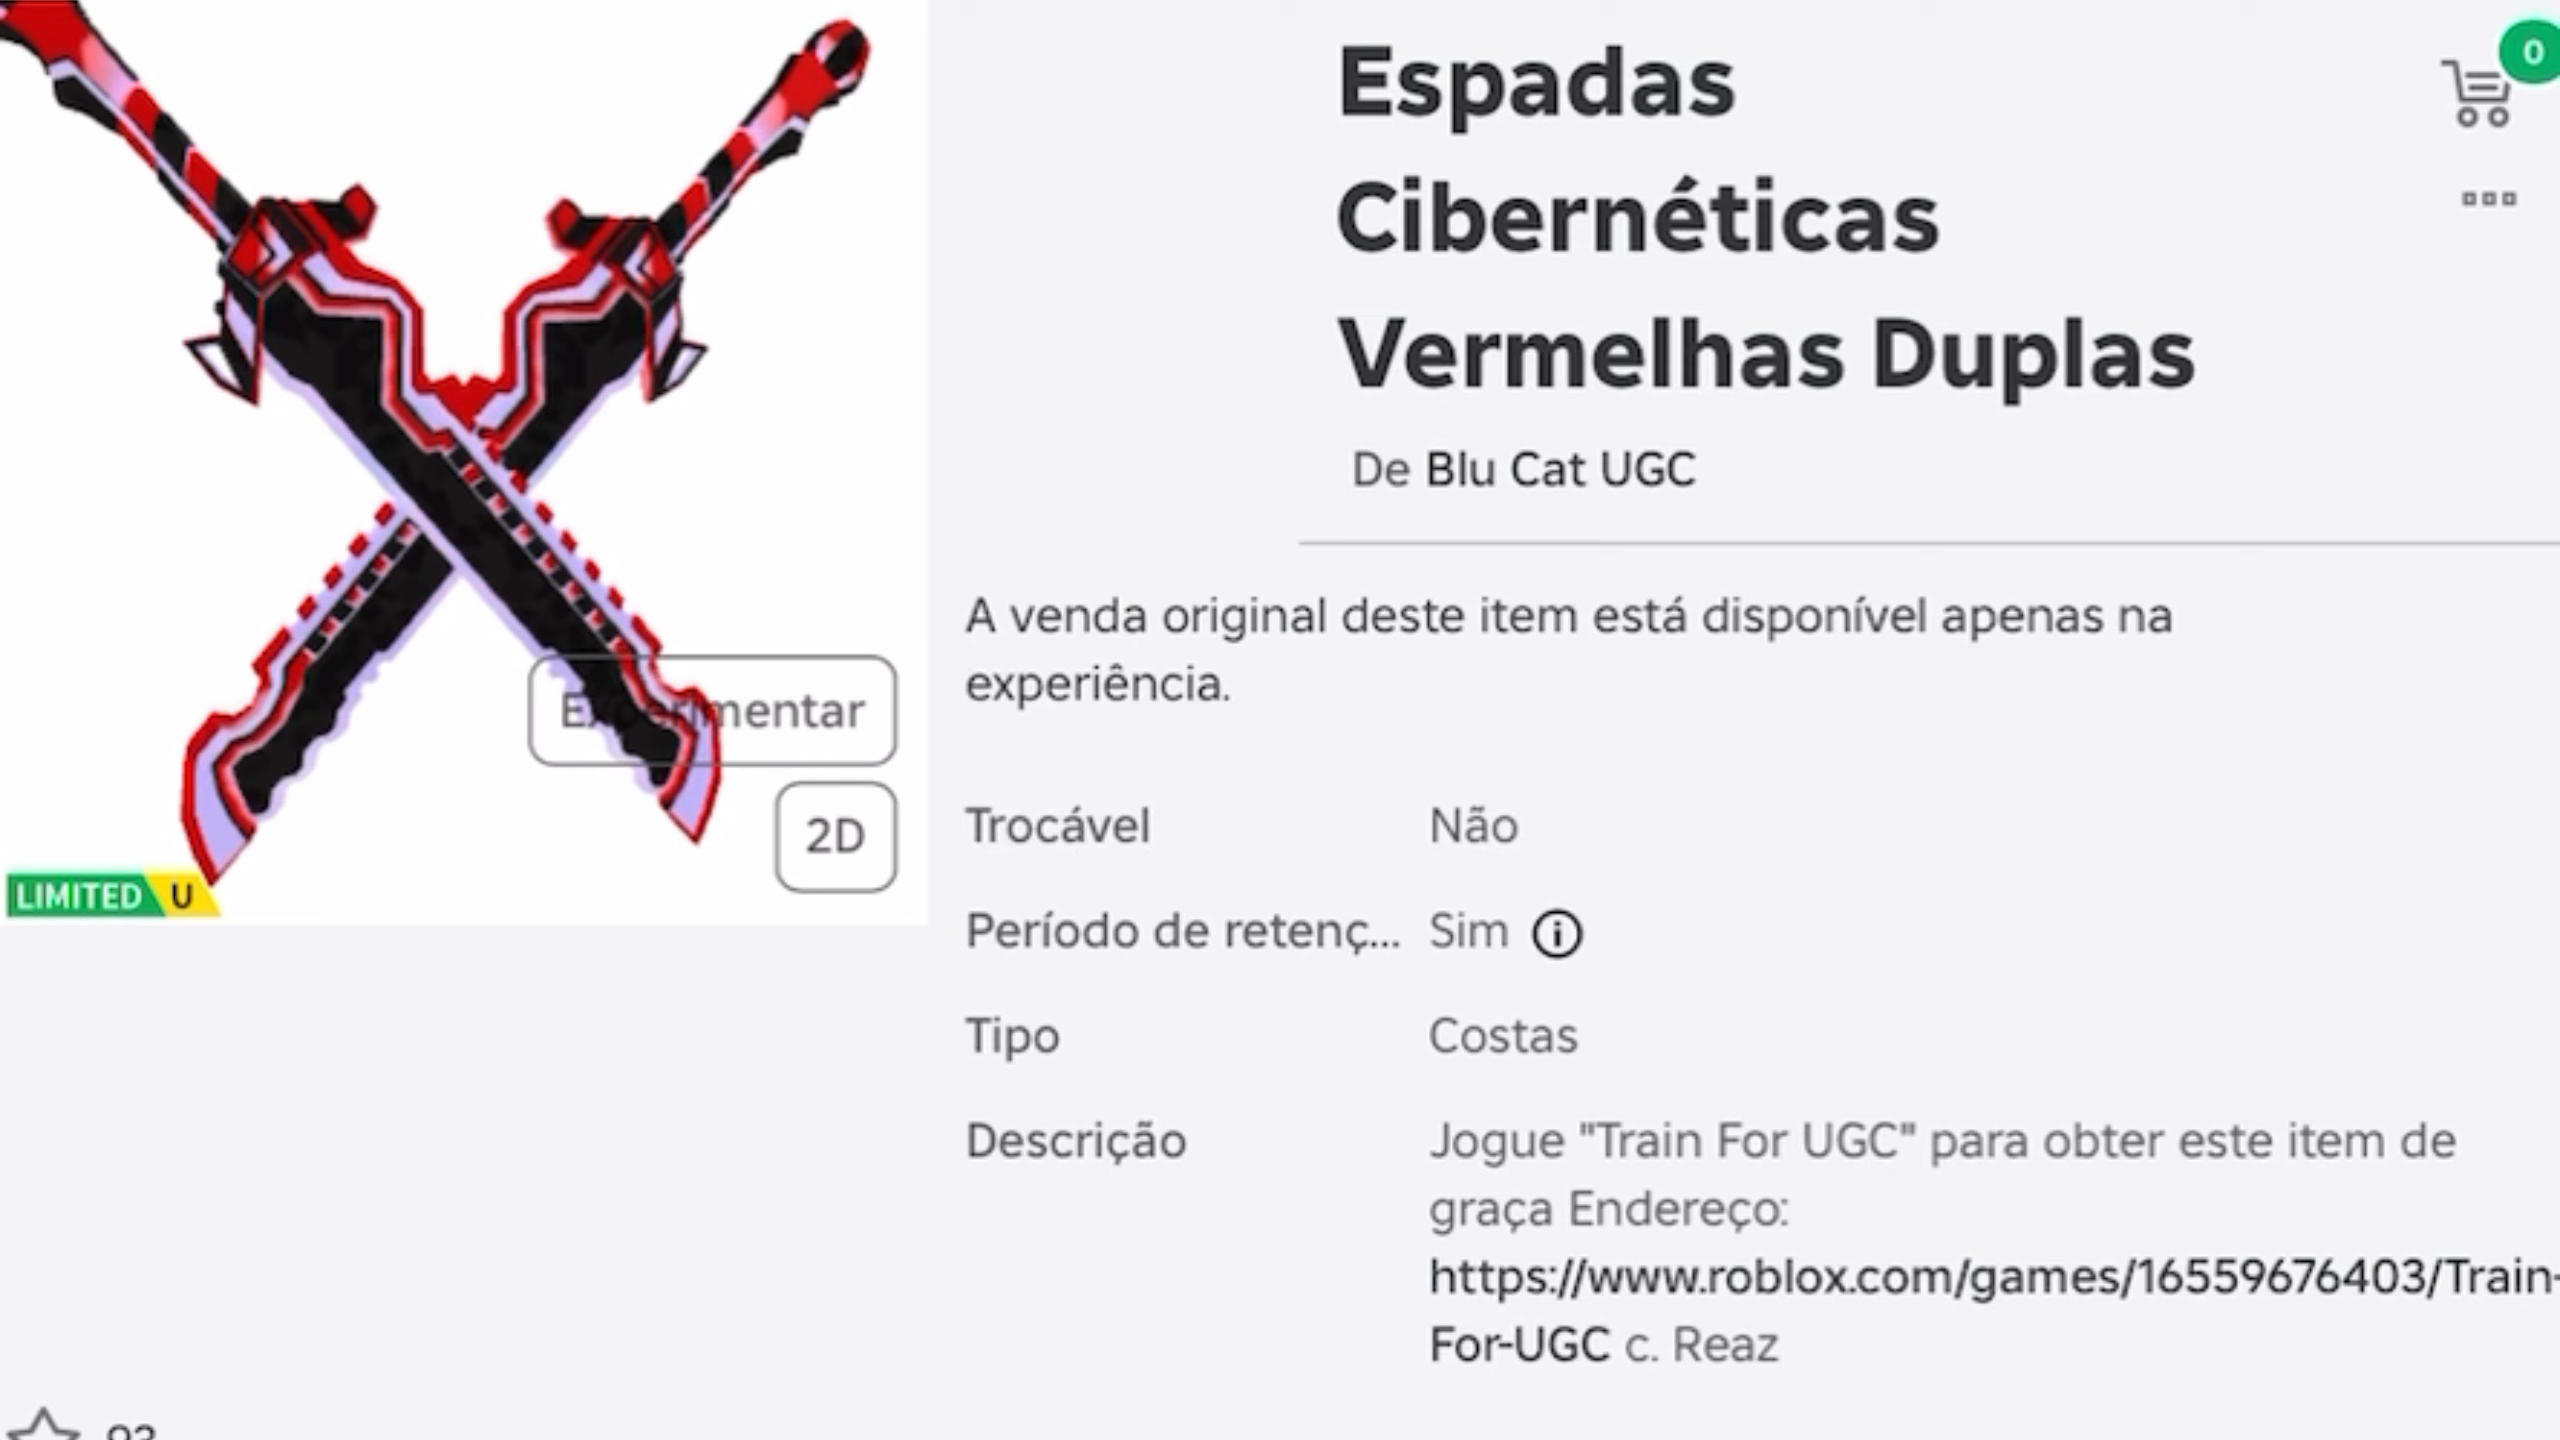 Espadas
Cibernéticas
Vermelhas Duplas
0
De Blu Cat UGC
A venda original deste item está disponível apenas na
experiência.
Experimentar
2D
LIMITED U
Trocável Não
Período de retenç... Sim
Tipo Costas
Descrição Jogue "Train For UGC" para obter este item de
graça Endereço:
https://www.roblox.com/games/16559676403/Train-
For-UGC c. Reaz